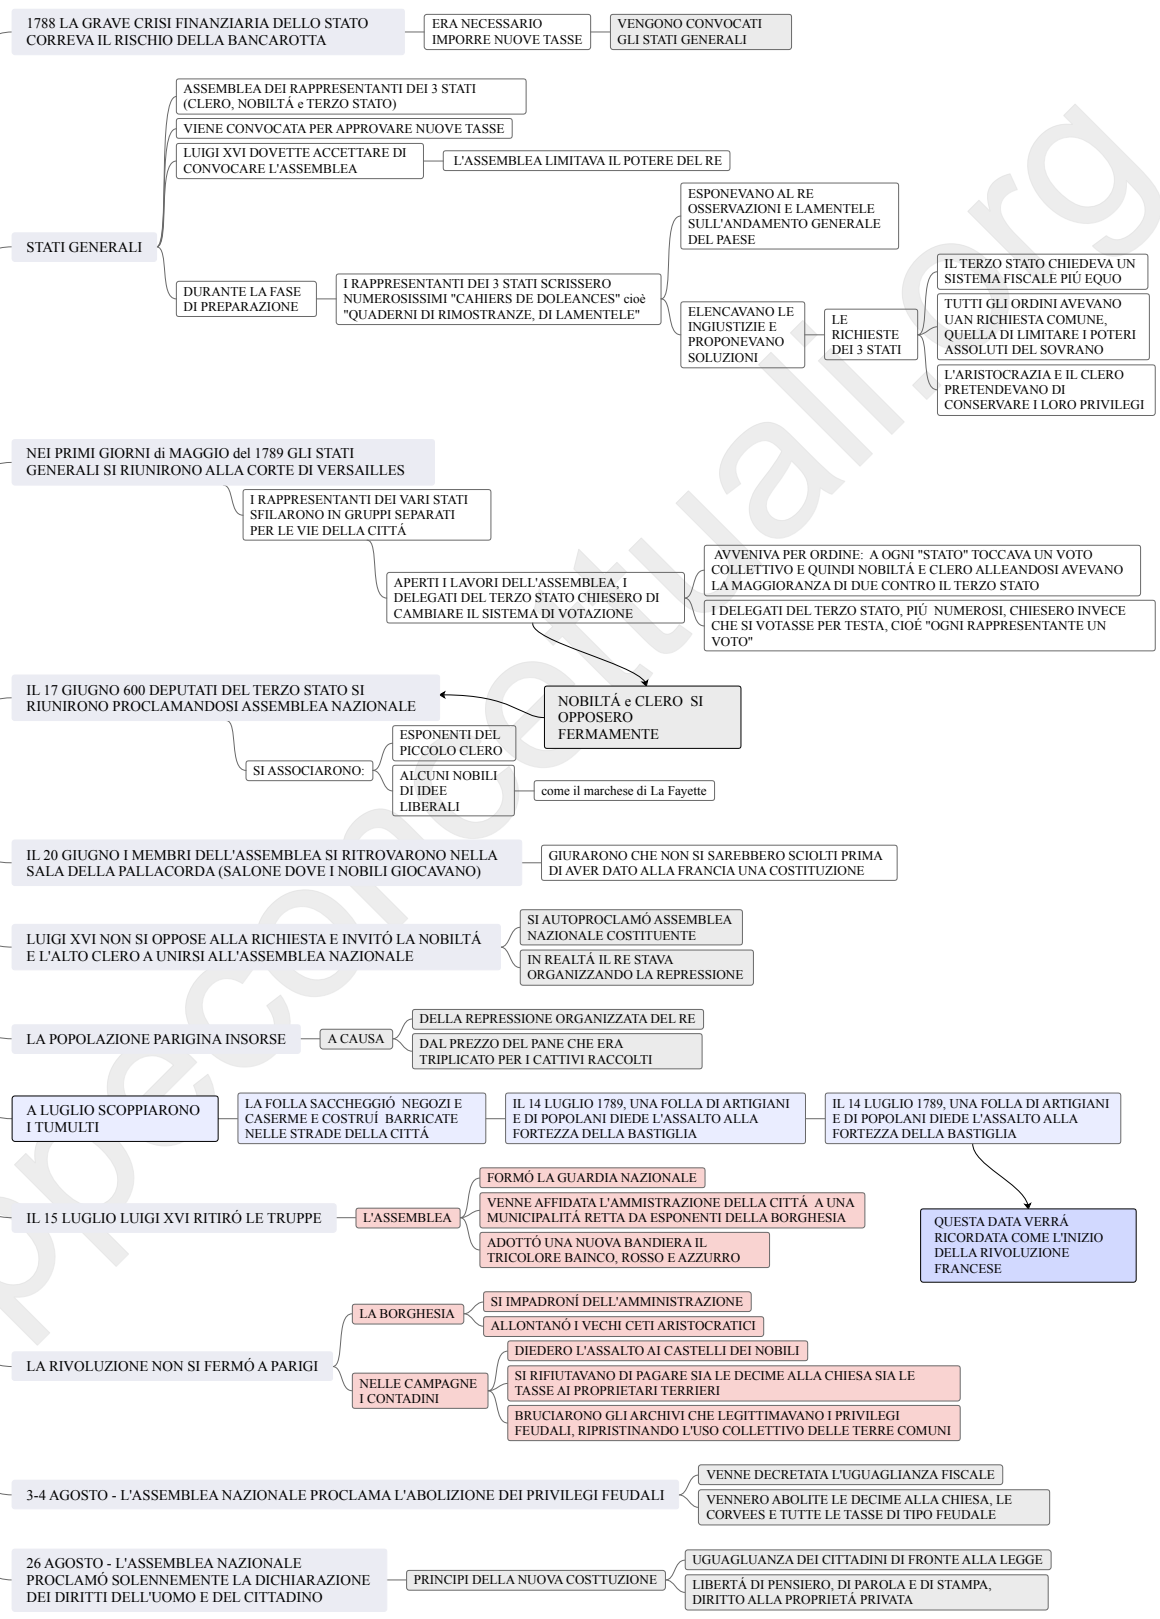 1788 LA GRAVE CRISI FINANZIARIA DELLO STATO
CORREVA IL RISCHIO DELLA BANCAROTTA
ERA NECESSARIO
IMPORRE NUOVE TASSE
VENGONO CONVOCATI
GLI STATI GENERALI
STATI GENERALI
ASSEMBLEA DEI RAPPRESENTANTI DEI 3 STATI
(CLERO, NOBILTÁ e TERZO STATO)
VIENE CONVOCATA PER APPROVARE NUOVE TASSE
LUIGI XVI DOVETTE ACCETTARE DI
CONVOCARE L'ASSEMBLEA
L'ASSEMBLEA LIMITAVA IL POTERE DEL RE
DURANTE LA FASE
DI PREPARAZIONE
I RAPPRESENTANTI DEI 3 STATI SCRISSERO
NUMEROSISSIMI "CAHIERS DE DOLEANCES" cioè
"QUADERNI DI RIMOSTRANZE, DI LAMENTELE"
ESPONEVANO AL RE
OSSERVAZIONI E LAMENTELE
SULL'ANDAMENTO GENERALE
DEL PAESE
ELENCAVANO LE
INGIUSTIZIE E
PROPONEVANO
SOLUZIONI
LE
RICHIESTE
DEI 3 STATI
IL TERZO STATO CHIEDEVA UN
SISTEMA FISCALE PIÚ EQUO
TUTTI GLI ORDINI AVEVANO
UAN RICHIESTA COMUNE,
QUELLA DI LIMITARE I POTERI
ASSOLUTI DEL SOVRANO
L'ARISTOCRAZIA E IL CLERO
PRETENDEVANO DI
CONSERVARE I LORO PRIVILEGI
NEI PRIMI GIORNI di MAGGIO del 1789 GLI STATI
GENERALI SI RIUNIRONO ALLA CORTE DI VERSAILLES
I RAPPRESENTANTI DEI VARI STATI
SFILARONO IN GRUPPI SEPARATI
PER LE VIE DELLA CITTÁ
APERTI I LAVORI DELL'ASSEMBLEA, I
DELEGATI DEL TERZO STATO CHIESERO DI
CAMBIARE IL SISTEMA DI VOTAZIONE
AVVENIVA PER ORDINE: A OGNI "STATO" TOCCAVA UN VOTO
COLLETTIVO E QUINDI NOBILTÁ E CLERO ALLEANDOSI AVEVANO
LA MAGGIORANZA DI DUE CONTRO IL TERZO STATO
I DELEGATI DEL TERZO STATO, PIÚ NUMEROSI, CHIESERO INVECE
CHE SI VOTASSE PER TESTA, CIOÉ "OGNI RAPPRESENTANTE UN
VOTO"
NOBILTÁ e CLERO SI
OPPOSERO
FERMAMENTE
IL 17 GIUGNO 600 DEPUTATI DEL TERZO STATO SI
RIUNIRONO PROCLAMANDOSI ASSEMBLEA NAZIONALE
SI ASSOCIARONO:
ESPONENTI DEL
PICCOLO CLERO
ALCUNI NOBILI
DI IDEE
LIBERALI
come il marchese di La Fayette
IL 20 GIUGNO I MEMBRI DELL'ASSEMBLEA SI RITROVARONO NELLA
SALA DELLA PALLACORDA (SALONE DOVE I NOBILI GIOCAVANO)
GIURARONO CHE NON SI SAREBBERO SCIOLTI PRIMA
DI AVER DATO ALLA FRANCIA UNA COSTITUZIONE
LUIGI XVI NON SI OPPOSE ALLA RICHIESTA E INVITÓ LA NOBILTÁ
E L'ALTO CLERO A UNIRSI ALL'ASSEMBLEA NAZIONALE
SI AUTOPROCLAMÓ ASSEMBLEA
NAZIONALE COSTITUENTE
IN REALTÁ IL RE STAVA
ORGANIZZANDO LA REPRESSIONE
LA POPOLAZIONE PARIGINA INSORSE
A CAUSA
DELLA REPRESSIONE ORGANIZZATA DEL RE
DAL PREZZO DEL PANE CHE ERA
TRIPLICATO PER I CATTIVI RACCOLTI
A LUGLIO SCOPPIARONO
I TUMULTI
LA FOLLA SACCHEGGIÓ NEGOZI E
CASERME E COSTRUÍ BARRICATE
NELLE STRADE DELLA CITTÁ
IL 14 LUGLIO 1789, UNA FOLLA DI ARTIGIANI
E DI POPOLANI DIEDE L'ASSALTO ALLA
FORTEZZA DELLA BASTIGLIA
IL 14 LUGLIO 1789, UNA FOLLA DI ARTIGIANI
E DI POPOLANI DIEDE L'ASSALTO ALLA
FORTEZZA DELLA BASTIGLIA
QUESTA DATA VERRÁ
RICORDATA COME L'INIZIO
DELLA RIVOLUZIONE
FRANCESE
IL 15 LUGLIO LUIGI XVI RITIRÓ LE TRUPPE
L'ASSEMBLEA
FORMÓ LA GUARDIA NAZIONALE
VENNE AFFIDATA L'AMMISTRAZIONE DELLA CITTÁ A UNA
MUNICIPALITÁ RETTA DA ESPONENTI DELLA BORGHESIA
ADOTTÓ UNA NUOVA BANDIERA IL
TRICOLORE BAINCO, ROSSO E AZZURRO
LA RIVOLUZIONE NON SI FERMÓ A PARIGI
LA BORGHESIA
SI IMPADRONÍ DELL'AMMINISTRAZIONE
ALLONTANÓ I VECHI CETI ARISTOCRATICI
NELLE CAMPAGNE
I CONTADINI
DIEDERO L'ASSALTO AI CASTELLI DEI NOBILI
SI RIFIUTAVANO DI PAGARE SIA LE DECIME ALLA CHIESA SIA LE
TASSE AI PROPRIETARI TERRIERI
BRUCIARONO GLI ARCHIVI CHE LEGITTIMAVANO I PRIVILEGI
FEUDALI, RIPRISTINANDO L'USO COLLETTIVO DELLE TERRE COMUNI
3-4 AGOSTO - L'ASSEMBLEA NAZIONALE PROCLAMA L'ABOLIZIONE DEI PRIVILEGI FEUDALI
VENNE DECRETATA L'UGUAGLIANZA FISCALE
VENNERO ABOLITE LE DECIME ALLA CHIESA, LE
CORVEES E TUTTE LE TASSE DI TIPO FEUDALE
26 AGOSTO - L'ASSEMBLEA NAZIONALE
PROCLAMÓ SOLENNEMENTE LA DICHIARAZIONE
DEI DIRITTI DELL'UOMO E DEL CITTADINO
PRINCIPI DELLA NUOVA COSTTUZIONE
UGUAGLUANZA DEI CITTADINI DI FRONTE ALLA LEGGE
LIBERTÁ DI PENSIERO, DI PAROLA E DI STAMPA,
DIRITTO ALLA PROPRIETÁ PRIVATA
ppeconcettuali.org